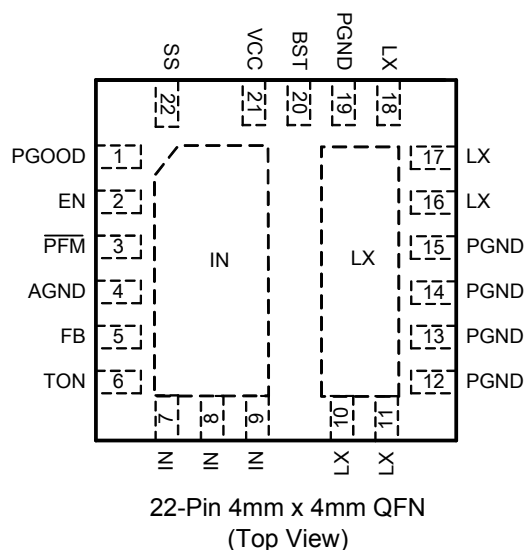 SS
VCC
BST
PGND
LX
22
21
20
19
18
PGOOD 1
EN 2
PFM 3
AGND 4
FB 5
TON 6
IN
LX
17 LX
16 LX
15 PGND
14 PGND
13 PGND
12 PGND
7
8
9
10
11
IN
IN
IN
LX
LX
22-Pin 4mm x 4mm QFN
(Top View)